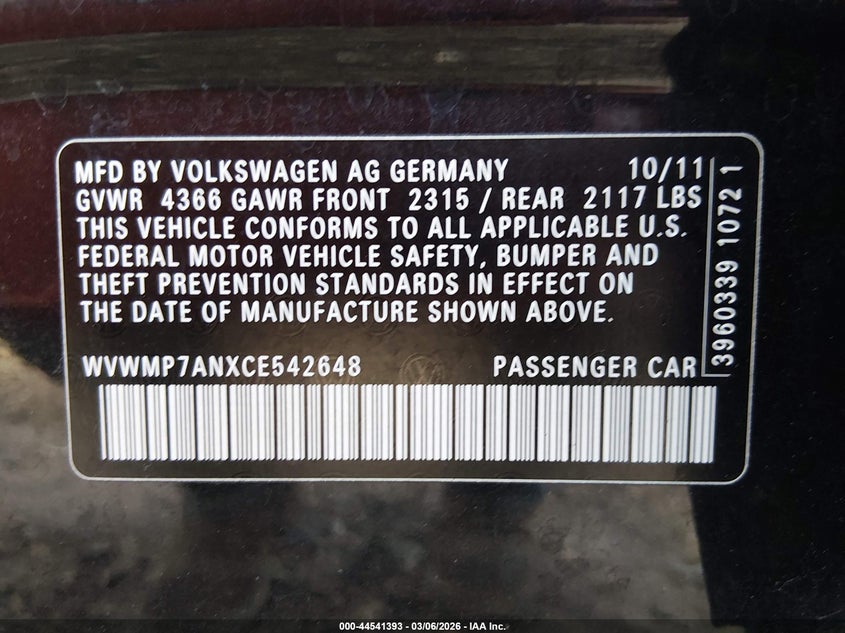 MFD BY VOLKSWAGEN AG GERMANY 10/11
GVWR 4366 GAWR FRONT 2315 / REAR 2117 LBS
THIS VEHICLE CONFORMS TO ALL APPLICABLE U.S.
FEDERAL MOTOR VEHICLE SAFETY, BUMPER AND
THEFT PREVENTION STANDARDS IN EFFECT ON
THE DATE OF MANUFACTURE SHOWN ABOVE.
WVWMP7ANXCE542648 PASSENGER CAR
3960339 1072 1
000-44541393 — 03/06/2026 — IAA Inc.